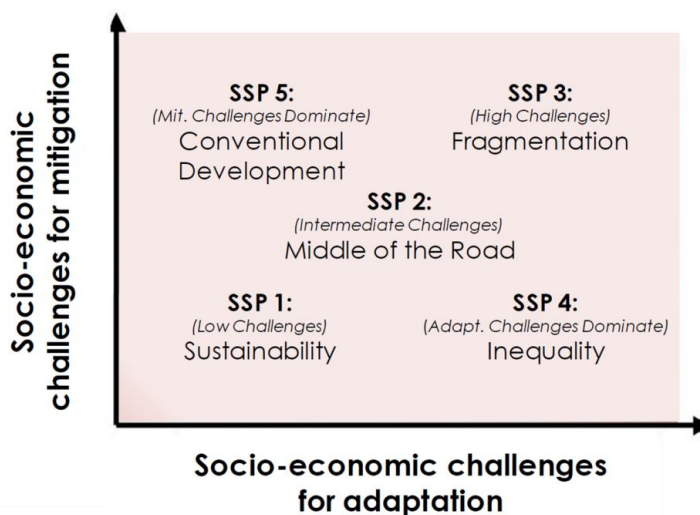 Socio-economic
challenges for mitigation
SSP 5:
(Mit. Challenges Dominate)
Conventional
Development
SSP 3:
(High Challenges)
Fragmentation
SSP 2:
(Intermediate Challenges)
Middle of the Road
SSP 1:
(Low Challenges)
Sustainability
SSP 4:
(Adapt. Challenges Dominate)
Inequality
Socio-economic challenges
for adaptation